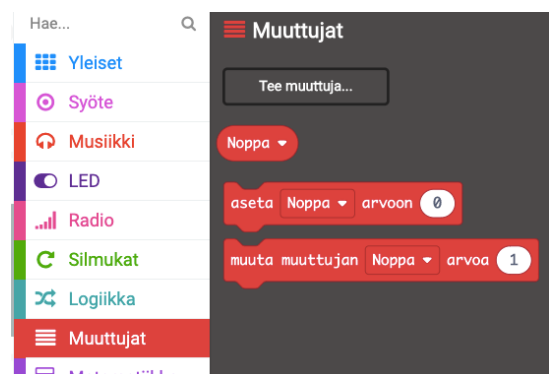 Hae...
Yleiset
Syöte
Musiikki
LED
Radio
Silmukat
Logiikka
Muuttujat
Muuttujat
Tee muuttuja...
Noppa
aseta Noppa arvoon 0
muuta muuttujan Noppa arvoa 1